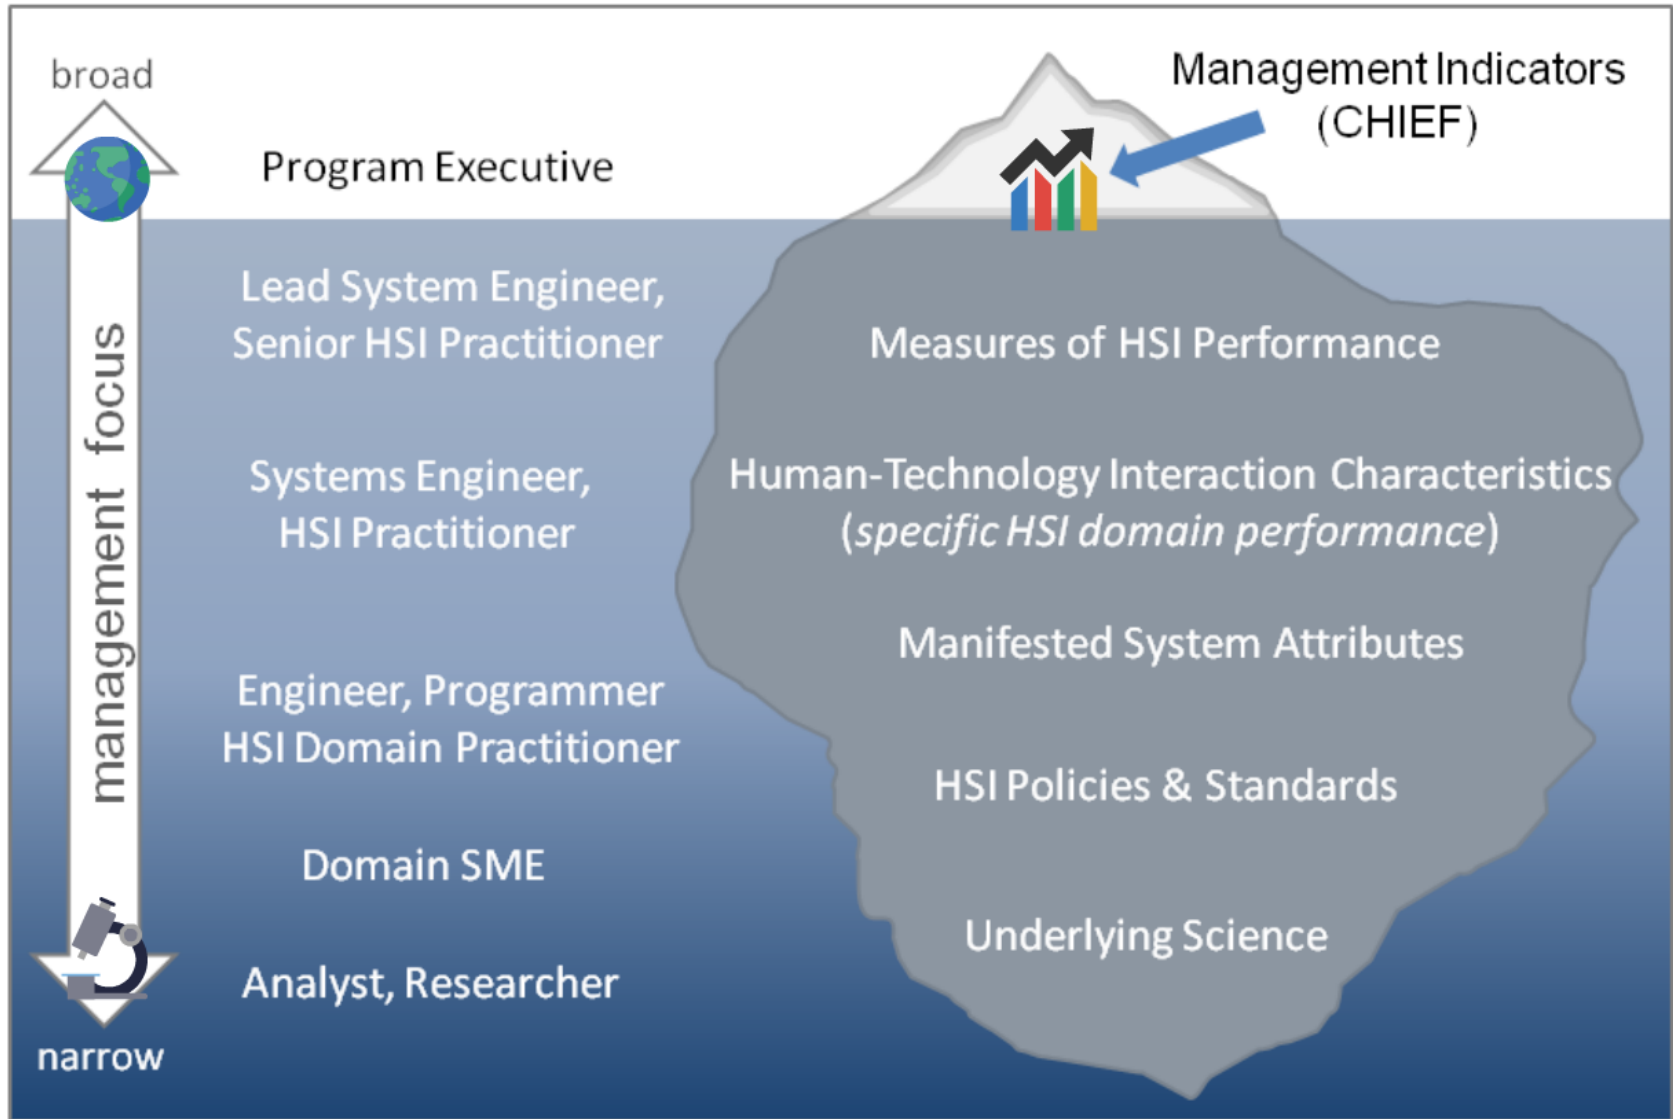 broad
management focus
narrow
Program Executive
Lead System Engineer,
Senior HSI Practitioner
Systems Engineer,
HSI Practitioner
Engineer, Programmer
HSI Domain Practitioner
Domain SME
Analyst, Researcher
Management Indicators
(CHIEF)
Measures of HSI Performance
Human-Technology Interaction Characteristics
(specific HSI domain performance)
Manifested System Attributes
HSI Policies & Standards
Underlying Science